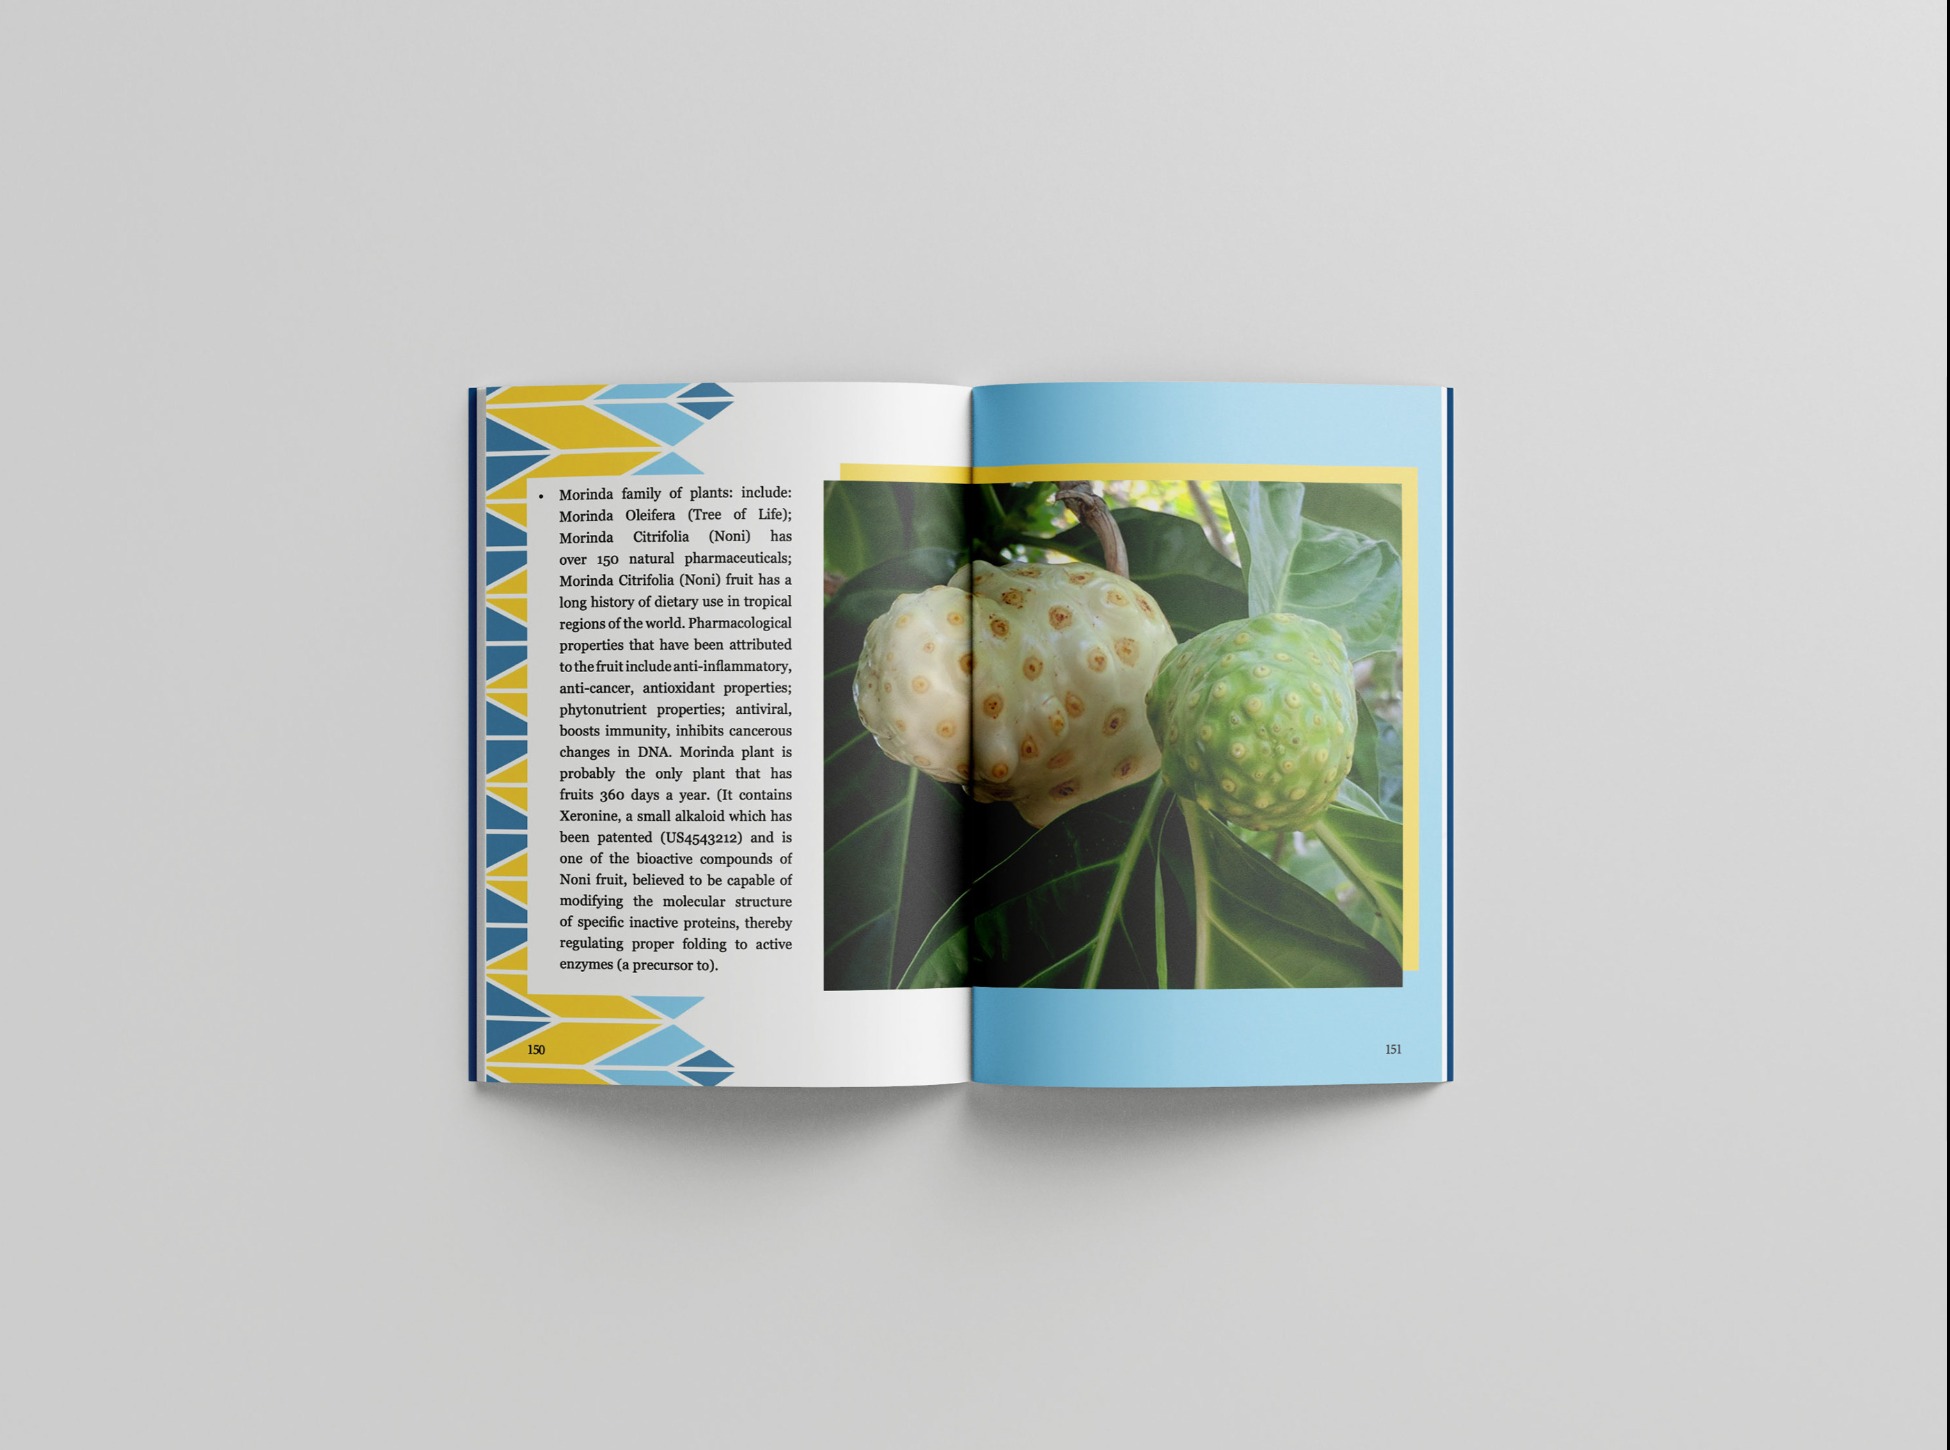 • Morinda family of plants: include:
Morinda Oleifera (Tree of Life);
Morinda Citrifolia (Noni) has
over 150 natural pharmaceuticals;
Morinda Citrifolia (Noni) fruit has a
long history of dietary use in tropical
regions of the world. Pharmacological
properties that have been attributed
to the fruit include anti-inflammatory,
anti-cancer, antioxidant properties;
phytonutrient properties; antiviral,
boosts immunity, inhibits cancerous
changes in DNA. Morinda plant is
probably the only plant that has
fruits 360 days a year. (It contains
Xeronine, a small alkaloid which has
been patented (US4543212) and is
one of the bioactive compounds of
Noni fruit, believed to be capable of
modifying the molecular structure
of specific inactive proteins, thereby
regulating proper folding to active
enzymes (a precursor to).
150
151